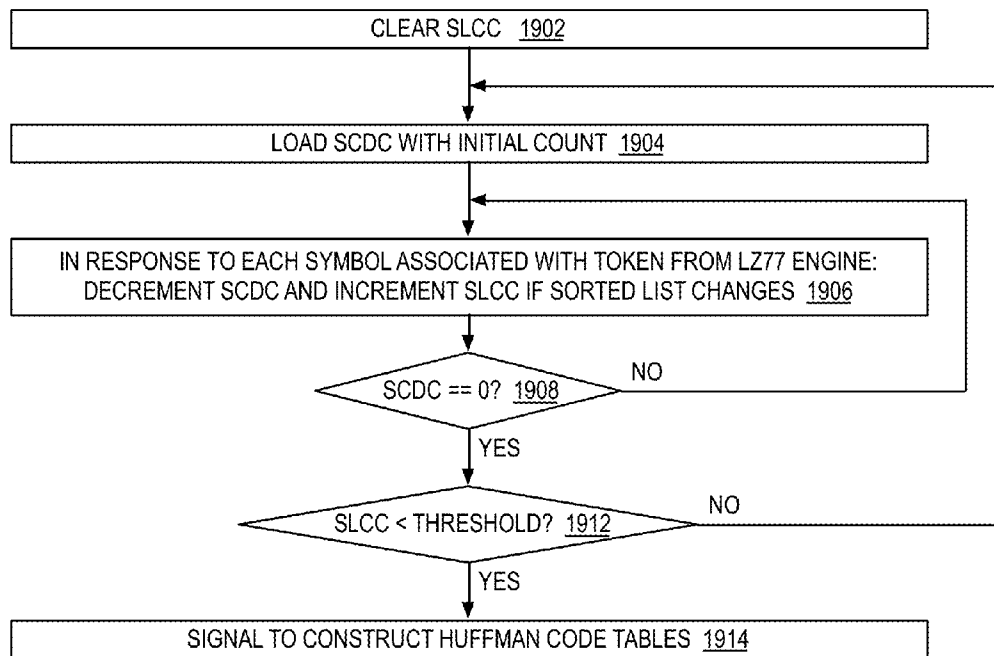 CLEAR SLCC 1902
LOAD SCDC WITH INITIAL COUNT 1904
IN RESPONSE TO EACH SYMBOL ASSOCIATED WITH TOKEN FROM LZ77 ENGINE:
DECREMENT SCDC AND INCREMENT SLCC IF SORTED LIST CHANGES 1906
SCDC == 0? 1908
NO
YES
SLCC < THRESHOLD? 1912
NO
YES
SIGNAL TO CONSTRUCT HUFFMAN CODE TABLES 1914